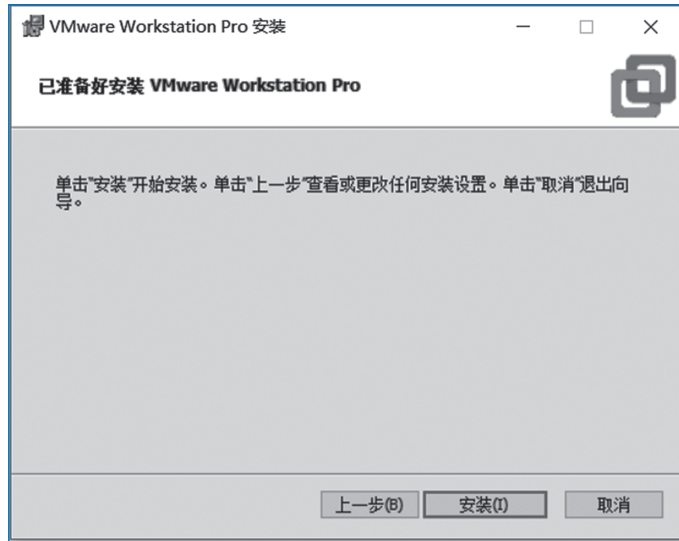 VMware Workstation Pro 安装
已准备好安装 VMware Workstation Pro
单击"安装"开始安装。单击"上一步"查看或更改任何安装设置。单击"取消"退出向
导。
上一步(B) 安装(I) 取消